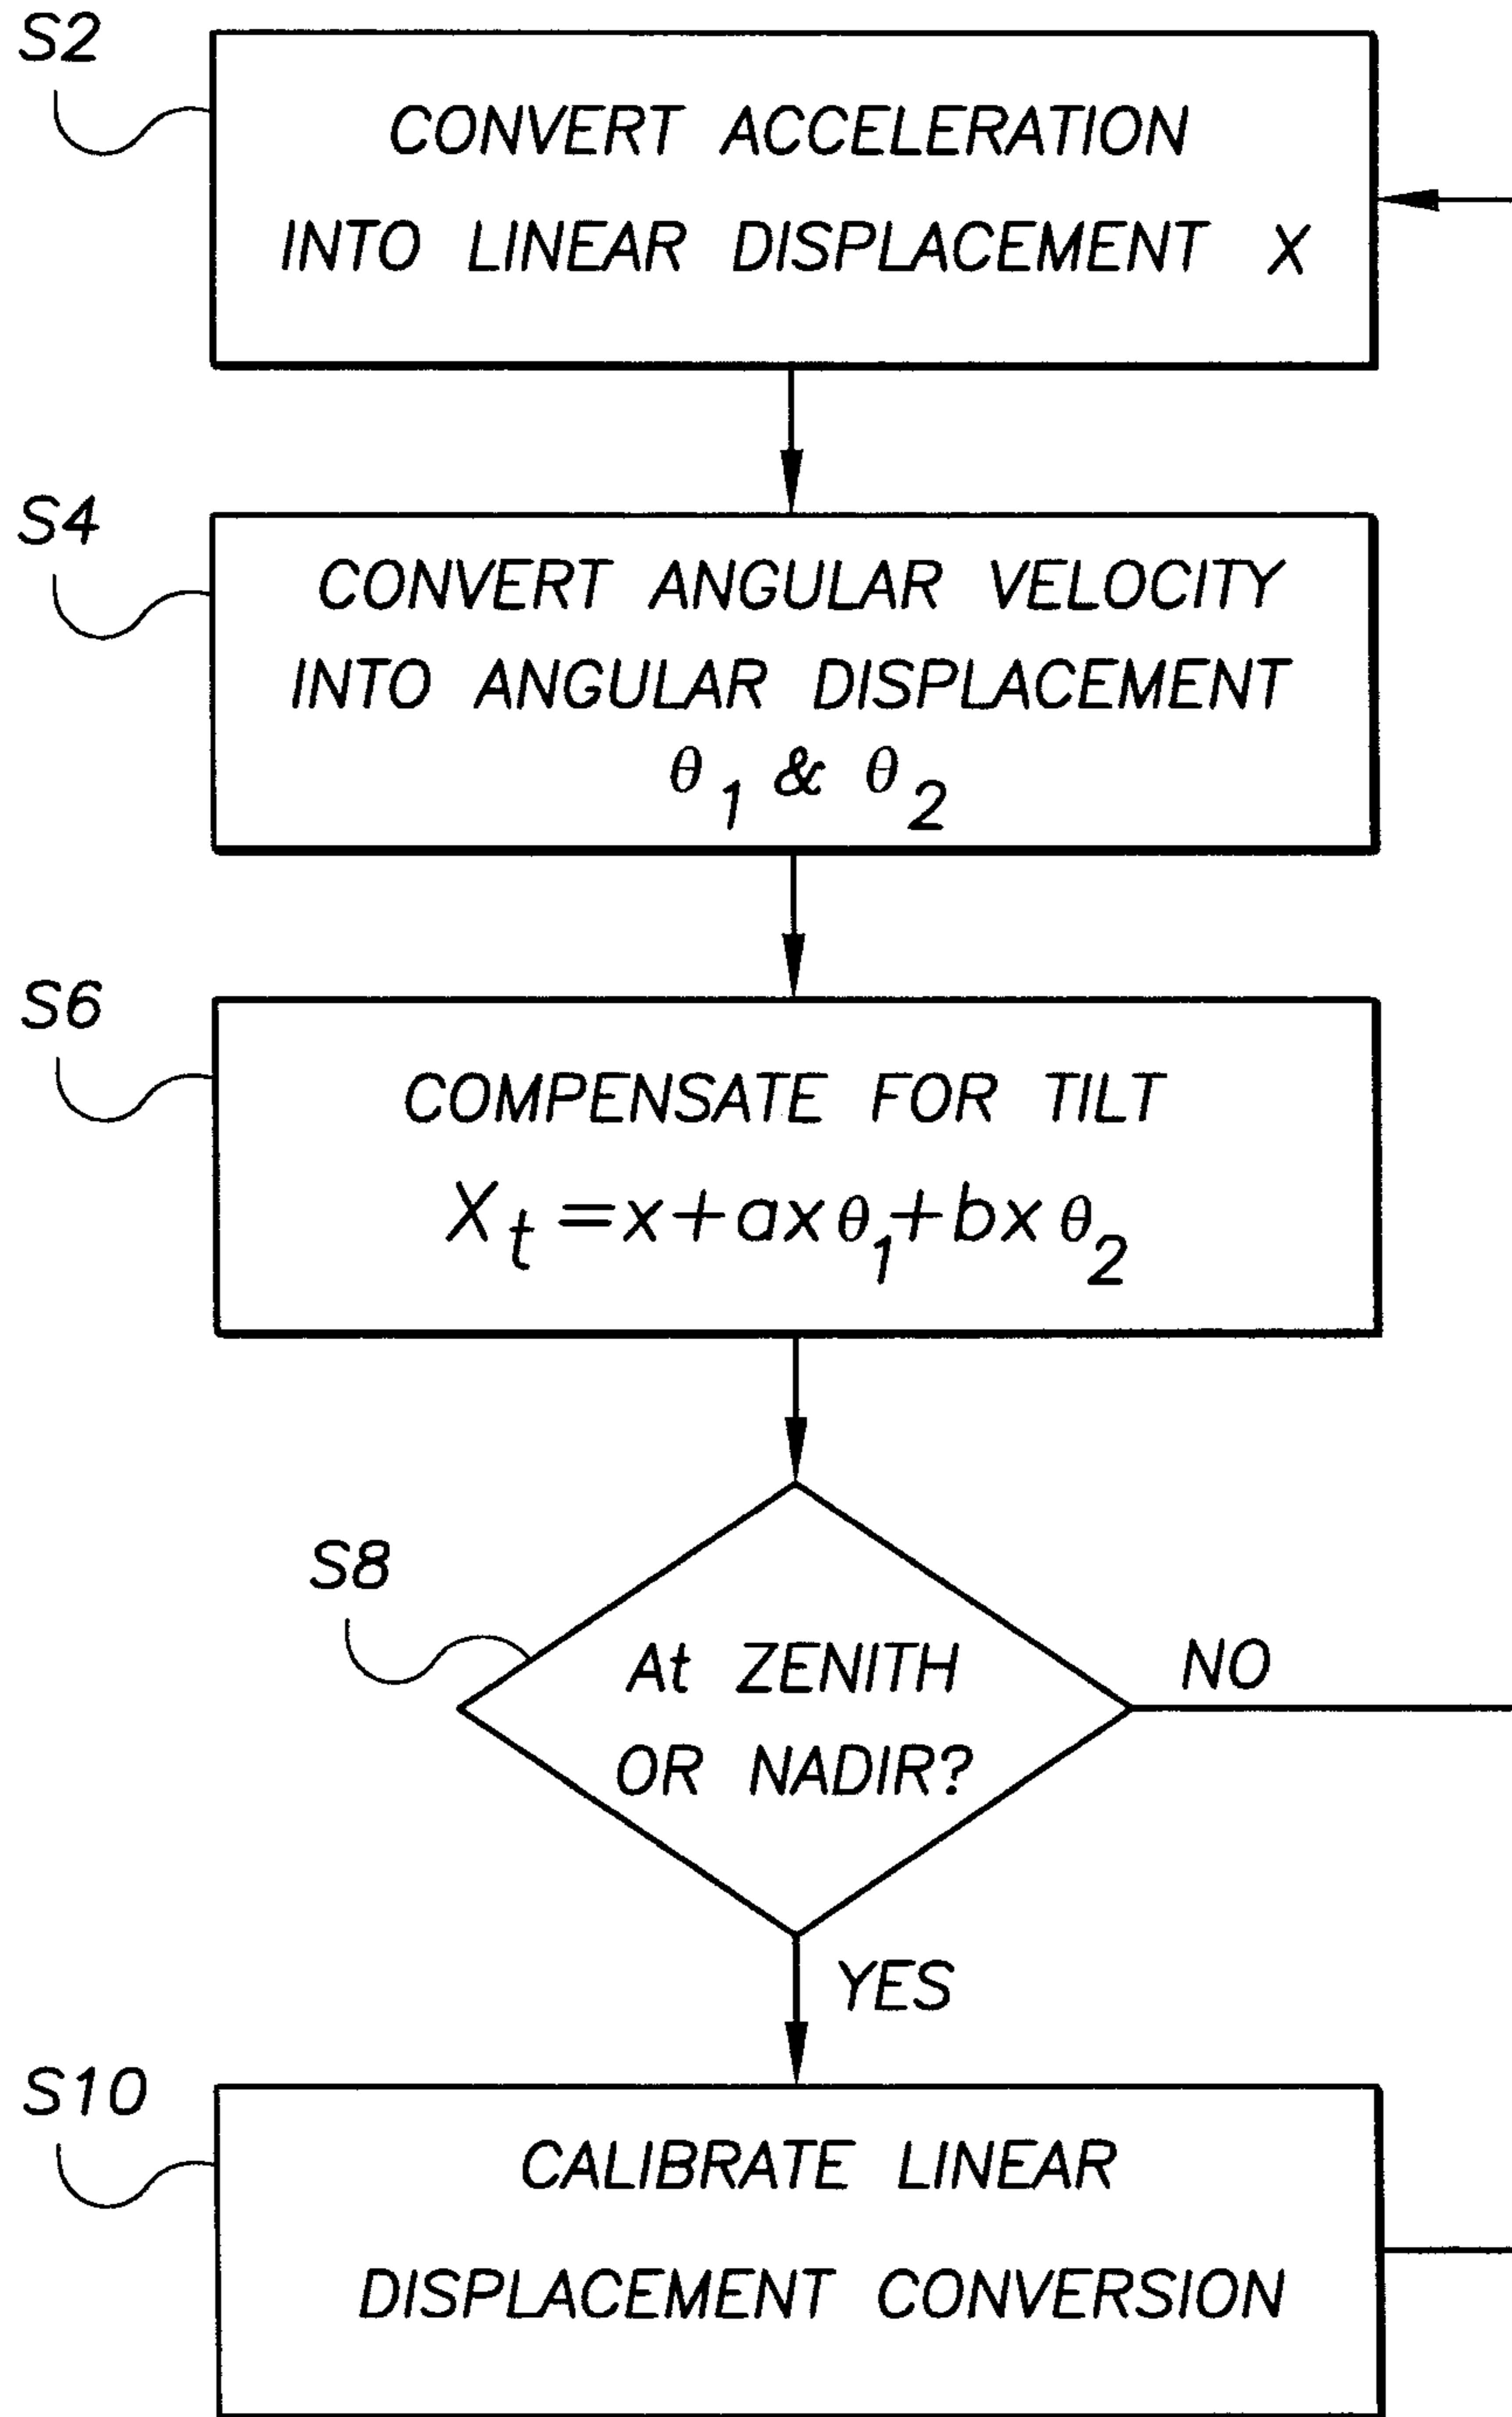 S2
CONVERT ACCELERATION
INTO LINEAR DISPLACEMENT X
S4
CONVERT ANGULAR VELOCITY
INTO ANGULAR DISPLACEMENT
θ₁ & θ₂
S6
COMPENSATE FOR TILT
X_t = x + axθ₁ + bxθ₂
S8
At ZENITH
OR NADIR?
NO
YES
S10
CALIBRATE LINEAR
DISPLACEMENT CONVERSION